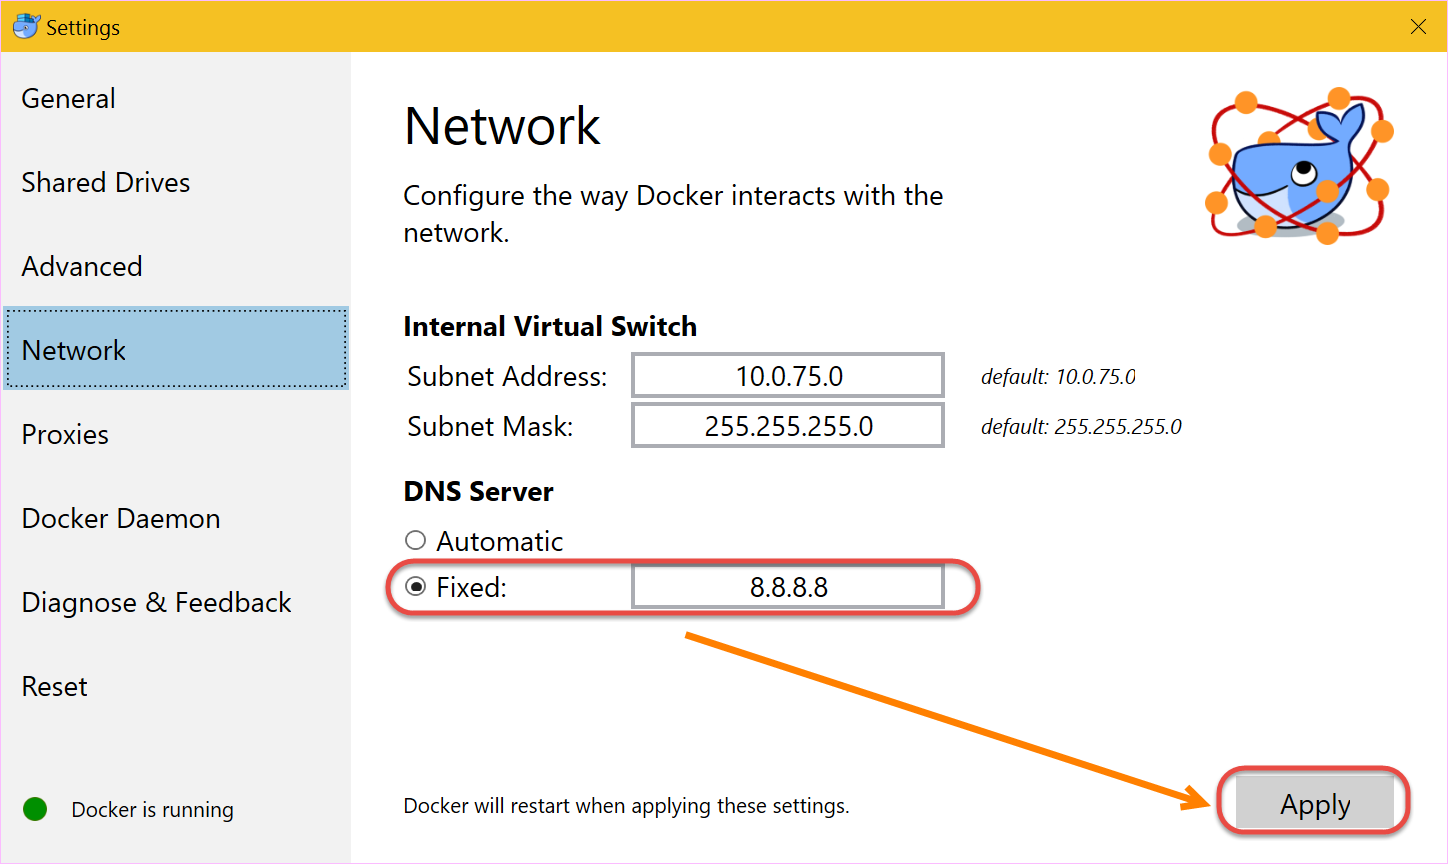 Settings
General
Shared Drives
Advanced
Network
Proxies
Docker Daemon
Diagnose & Feedback
Reset
Docker is running
Network
Configure the way Docker interacts with the
network.
Internal Virtual Switch
Subnet Address: 10.0.75.0 default: 10.0.75.0
Subnet Mask: 255.255.255.0 default: 255.255.255.0
DNS Server
Automatic
Fixed: 8.8.8.8
Docker will restart when applying these settings.
Apply